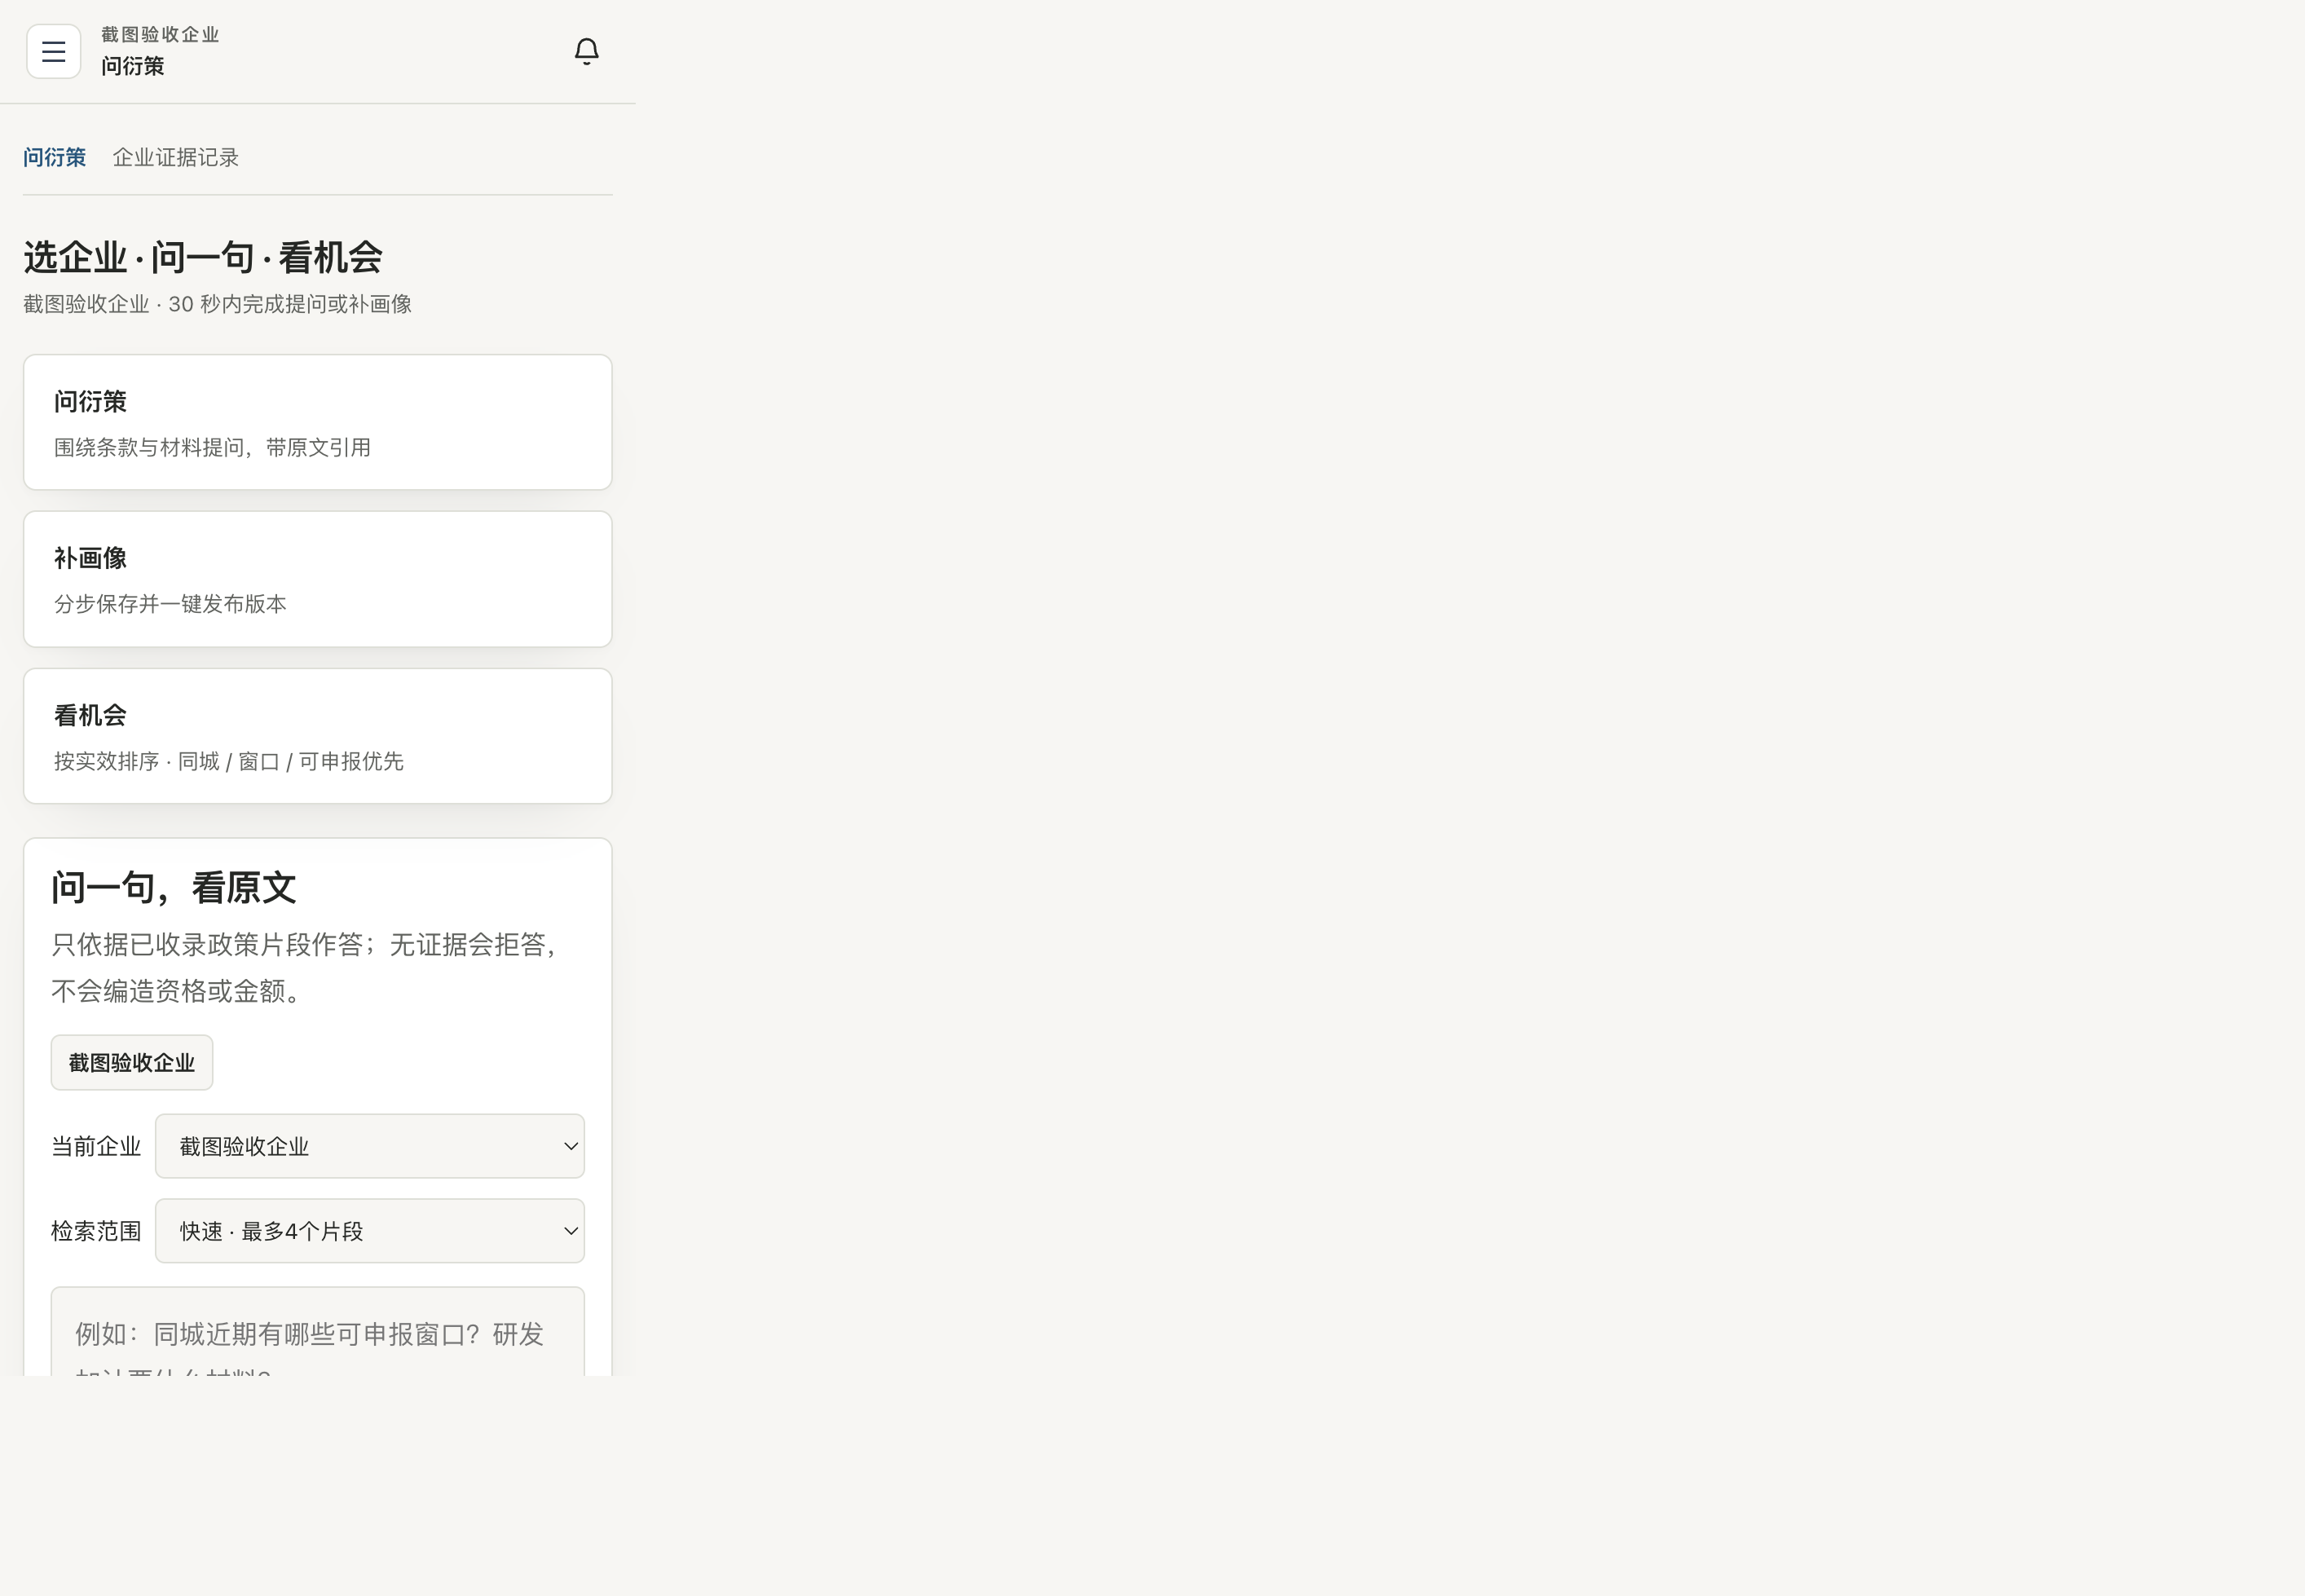 截图验收企业
问衍策
问衍策 企业证据记录
选企业·问一句·看机会
截图验收企业 · 30 秒内完成提问或补画像
问衍策
围绕条款与材料提问，带原文引用
补画像
分步保存并一键发布版本
看机会
按实效排序 · 同城 / 窗口 / 可申报优先
问一句，看原文
只依据已收录政策片段作答；无证据会拒答，
不会编造资格或金额。
截图验收企业
当前企业 截图验收企业
检索范围 快速 · 最多4个片段
例如：同城近期有哪些可申报窗口？研发